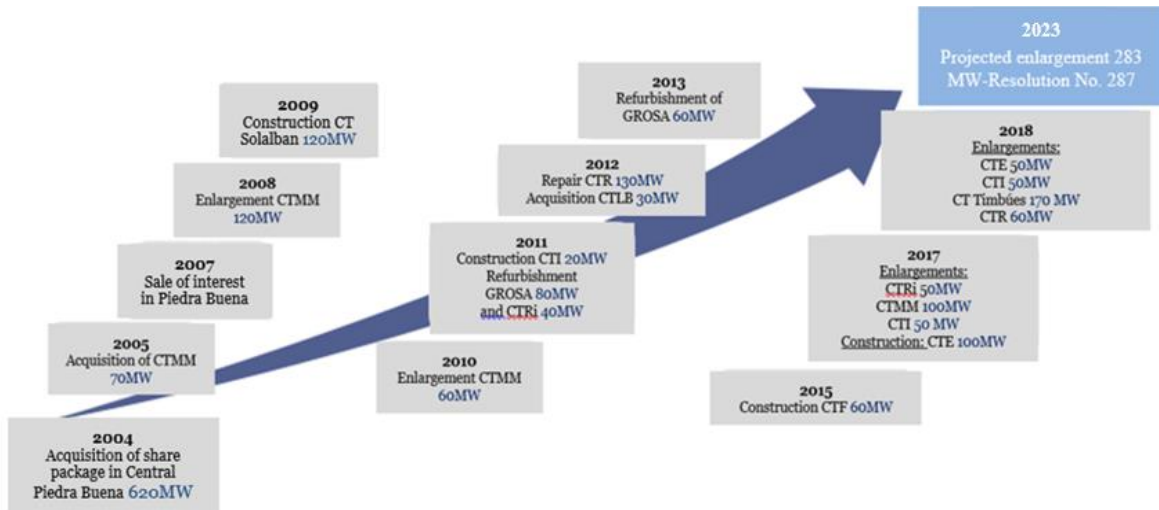 2004
Acquisition of share
package in Central
Piedra Buena 620MW
2005
Acquisition of CTMM
70MW
2007
Sale of interest
in Piedra Buena
2008
Enlargement CTMM
120MW
2009
Construction CT
Solalban 120MW
2010
Enlargement CTMM
60MW
2011
Construction CTI 20MW
Refurbishment
GROSA 80MW
and CTRi 40MW
2012
Repair CTR 130MW
Acquisition CTLB 30MW
2013
Refurbishment of
GROSA 60MW
2015
Construction CTF 60MW
2017
Enlargements:
CTRi 50MW
CTMM 100MW
CTI 50 MW
Construction: CTE 100MW
2018
Enlargements:
CTE 50MW
CTI 50MW
CT Timbúes 170 MW
CTR 60MW
2023
Projected enlargement 283
MW-Resolution No. 287